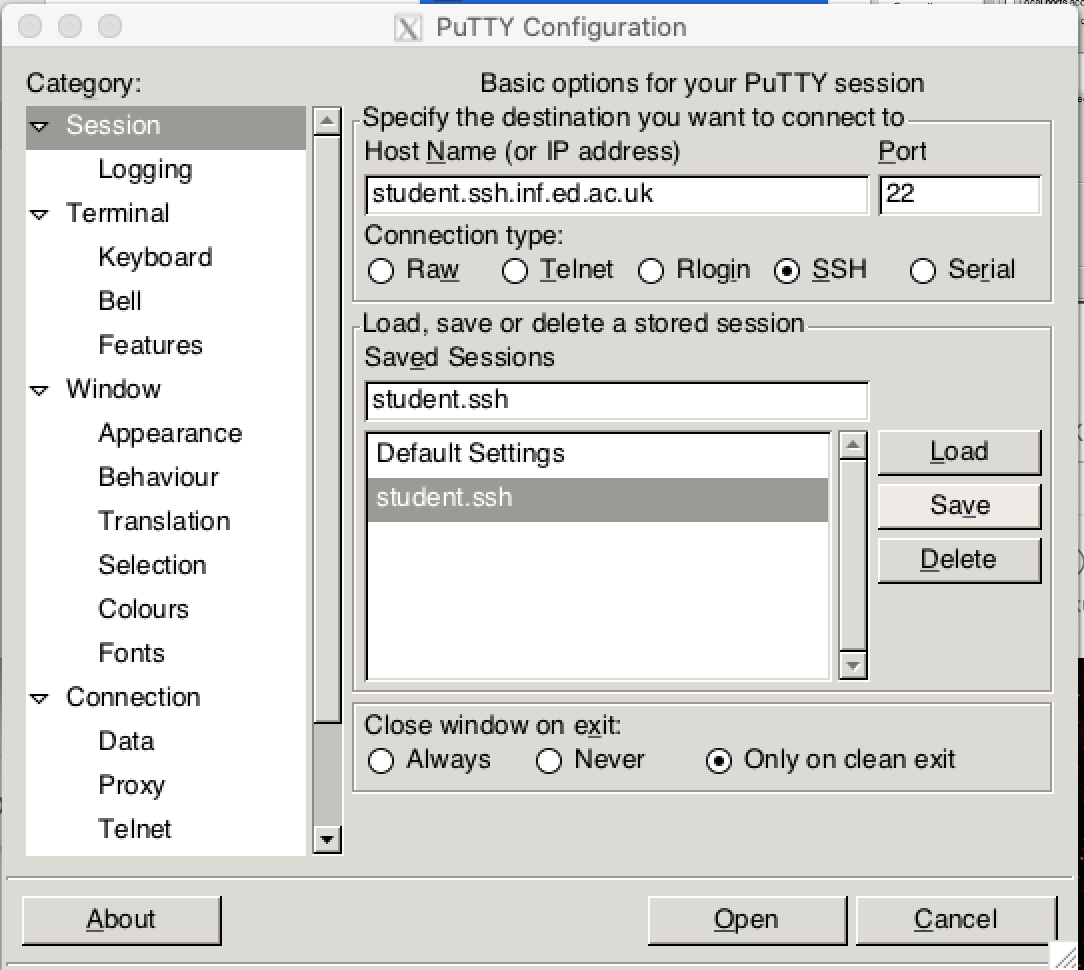 PuTTY Configuration
Category:
Session
Logging
Terminal
Keyboard
Bell
Features
Window
Appearance
Behaviour
Translation
Selection
Colours
Fonts
Connection
Data
Proxy
Telnet
Basic options for your PuTTY session
Specify the destination you want to connect to
Host Name (or IP address) Port
student.ssh.inf.ed.ac.uk 22
Connection type:
Raw Telnet Rlogin SSH Serial
Load, save or delete a stored session
Saved Sessions
student.ssh
Default Settings
student.ssh
Load
Save
Delete
Close window on exit:
Always Never Only on clean exit
About Open Cancel